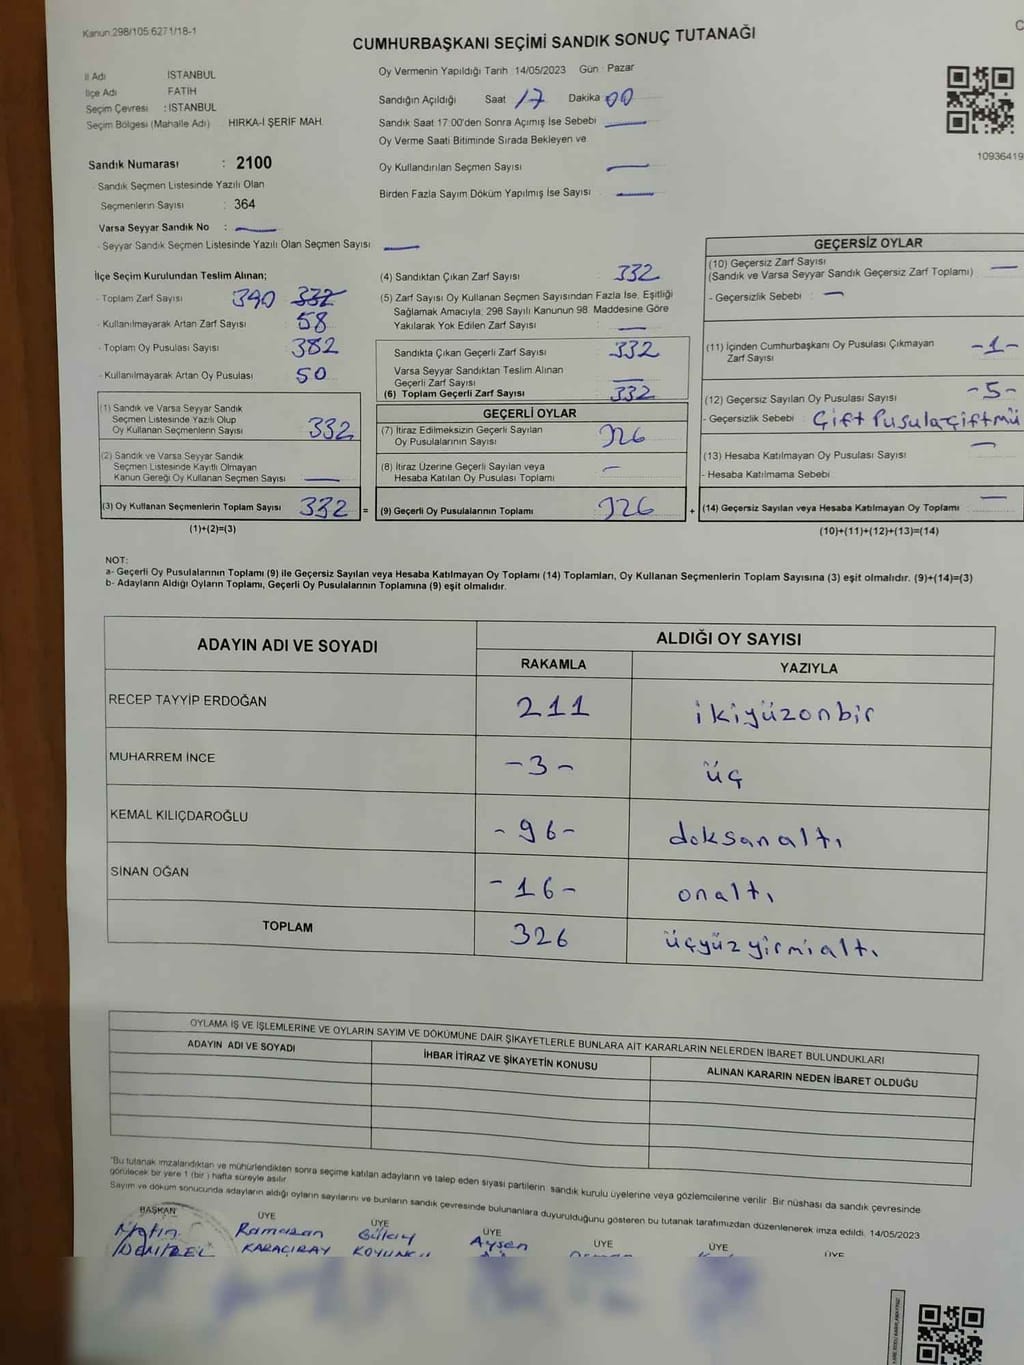 Kanun 298/105 6271/18-1
CUMHURBAŞKANI SEÇİMİ SANDIK SONUÇ TUTANAĞI
İl Adı İSTANBUL
İlçe Adı FATİH
Seçim Çevresi : İSTANBUL
Seçim Bölgesi (Mahalle Adı) HIRKA-İ ŞERİF MAH.
Sandık Numarası : 2100
- Sandık Seçmen Listesinde Yazılı Olan
Seçmenlerin Sayısı : 364
Varsa Seyyar Sandık No : —
- Seyyar Sandık Seçmen Listesinde Yazılı Olan Seçmen Sayısı —
Oy Vermenin Yapıldığı Tarih 14/05/2023 Gün Pazar
Sandığın Açıldığı Saat 17 Dakika 00
Sandık Saat 17.00'den Sonra Açımış İse Sebebi —
Oy Verme Saati Bitiminde Sırada Bekleyen ve
Oy Kullandırılan Seçmen Sayısı —
Birden Fazla Sayım Döküm Yapılmış İse Sayısı —
10936419
İlçe Seçim Kurulundan Teslim Alınan;
- Toplam Zarf Sayısı 390 332
- Kullanılmayarak Artan Zarf Sayısı 58
- Toplam Oy Pusulası Sayısı 382
- Kullanılmayarak Artan Oy Pusulası 50
(1) Sandık ve Varsa Seyyar Sandık
Seçmen Listesinde Yazılı Olup
Oy Kullanan Seçmenlerin Sayısı 332
(2) Sandık ve Varsa Seyyar Sandık
Seçmen Listesinde Kayıtlı Olmayan
Kanun Gereği Oy Kullanan Seçmen Sayısı —
(3) Oy Kullanan Seçmenlerin Toplam Sayısı 332 =
(1)+(2)=(3)
(4) Sandıktan Çıkan Zarf Sayısı 332
(5) Zarf Sayısı Oy Kullanan Seçmen Sayısından Fazla İse, Eşitliği
Sağlamak Amacıyla, 298 Sayılı Kanunun 98. Maddesine Göre
Yakılarak Yok Edilen Zarf Sayısı —
Sandıkta Çıkan Geçerli Zarf Sayısı 332
Varsa Seyyar Sandıktan Teslim Alınan
Geçerli Zarf Sayısı —
(6) Toplam Geçerli Zarf Sayısı 332
GEÇERLİ OYLAR
(7) İtiraz Edilmeksizin Geçerli Sayılan
Oy Pusulalarının Sayısı 326
(8) İtiraz Üzerine Geçerli Sayılan veya
Hesaba Katılan Oy Pusulası Toplamı —
(9) Geçerli Oy Pusulalarının Toplamı 326 +
GEÇERSİZ OYLAR
(10) Geçersiz Zarf Sayısı
(Sandık ve Varsa Seyyar Sandık Geçersiz Zarf Toplamı) —
- Geçersizlik Sebebi : —
(11) İçinden Cumhurbaşkanı Oy Pusulası Çıkmayan
Zarf Sayısı -1-
(12) Geçersiz Sayılan Oy Pusulası Sayısı -5-
- Geçersizlik Sebebi : Çift Pusula çift mü
(13) Hesaba Katılmayan Oy Pusulası Sayısı —
- Hesaba Katılmama Sebebi
(14) Geçersiz Sayılan veya Hesaba Katılmayan Oy Toplamı —
(10)+(11)+(12)+(13)=(14)
NOT:
a- Geçerli Oy Pusulalarının Toplamı (9) ile Geçersiz Sayılan veya Hesaba Katılmayan Oy Toplamı (14) Toplamları, Oy Kullanan Seçmenlerin Toplam Sayısına (3) eşit olmalıdır. (9)+(14)=(3)
b- Adayların Aldığı Oyların Toplamı, Geçerli Oy Pusulalarının Toplamına (9) eşit olmalıdır.
ADAYIN ADI VE SOYADI ALDIĞI OY SAYISI
RAKAMLA YAZIYLA
RECEP TAYYİP ERDOĞAN 211 ikiyüzonbir
MUHARREM İNCE -3- üç
KEMAL KILIÇDAROĞLU -96- doksanaltı
SİNAN OĞAN -16- onaltı
TOPLAM 326 üçyüzyirmialtı
OYLAMA İŞ VE İŞLEMLERİNE VE OYLARIN SAYIM VE DÖKÜMÜNE DAİR ŞİKAYETLERLE BUNLARA AİT KARARLARIN NELERDEN İBARET BULUNDUKLARI
ADAYIN ADI VE SOYADI İHBAR İTİRAZ VE ŞİKAYETİN KONUSU ALINAN KARARIN NEDEN İBARET OLDUĞU
"Bu tutanak imzalandıktan ve mühürlendikten sonra seçime katılan adayların ve talep eden siyasi partilerin sandık kurulu üyelerine veya gözlemcilerine verilir. Bir nüshası da sandık çevresinde
görülecek bir yere 1 (bir) hafta süreyle asılır.
Sayım ve döküm sonucunda adayların aldığı oyların sayılarını ve bunların sandık çevresinde bulunanlara duyurulduğunu gösteren bu tutanak tarafımızdan düzenlenerek imza edildi. 14/05/2023
BAŞKAN ÜYE ÜYE ÜYE ÜYE ÜYE ÜYE
Metin Ramazan Gülay Aysen
DEMİREL KARAÇIRAY KOYUNCU